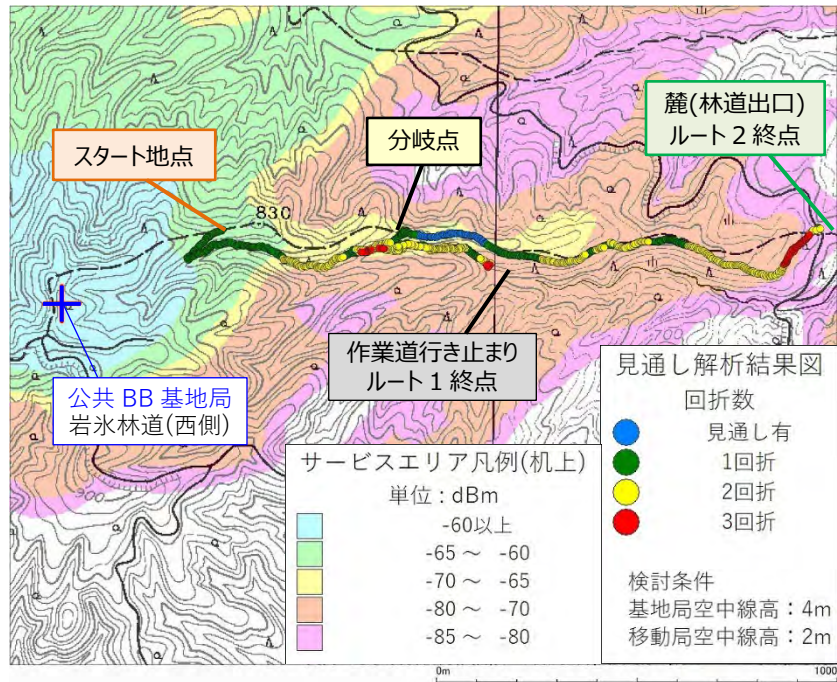 スタート地点
分岐点
麓(林道出口)
ルート2終点
830
作業道行き止まり
ルート1終点
公共 BB 基地局
岩氷林道(西側)
700
900
見通し解析結果図
回折数
見通し有
1回折
2回折
3回折
検討条件
基地局空中線高:4m
移動局空中線高:2m
サービスエリア凡例(机上)
単位:dBm
-60以上
-65~ -60
-70~ -65
-80~ -70
-85~ -80
0m
1000